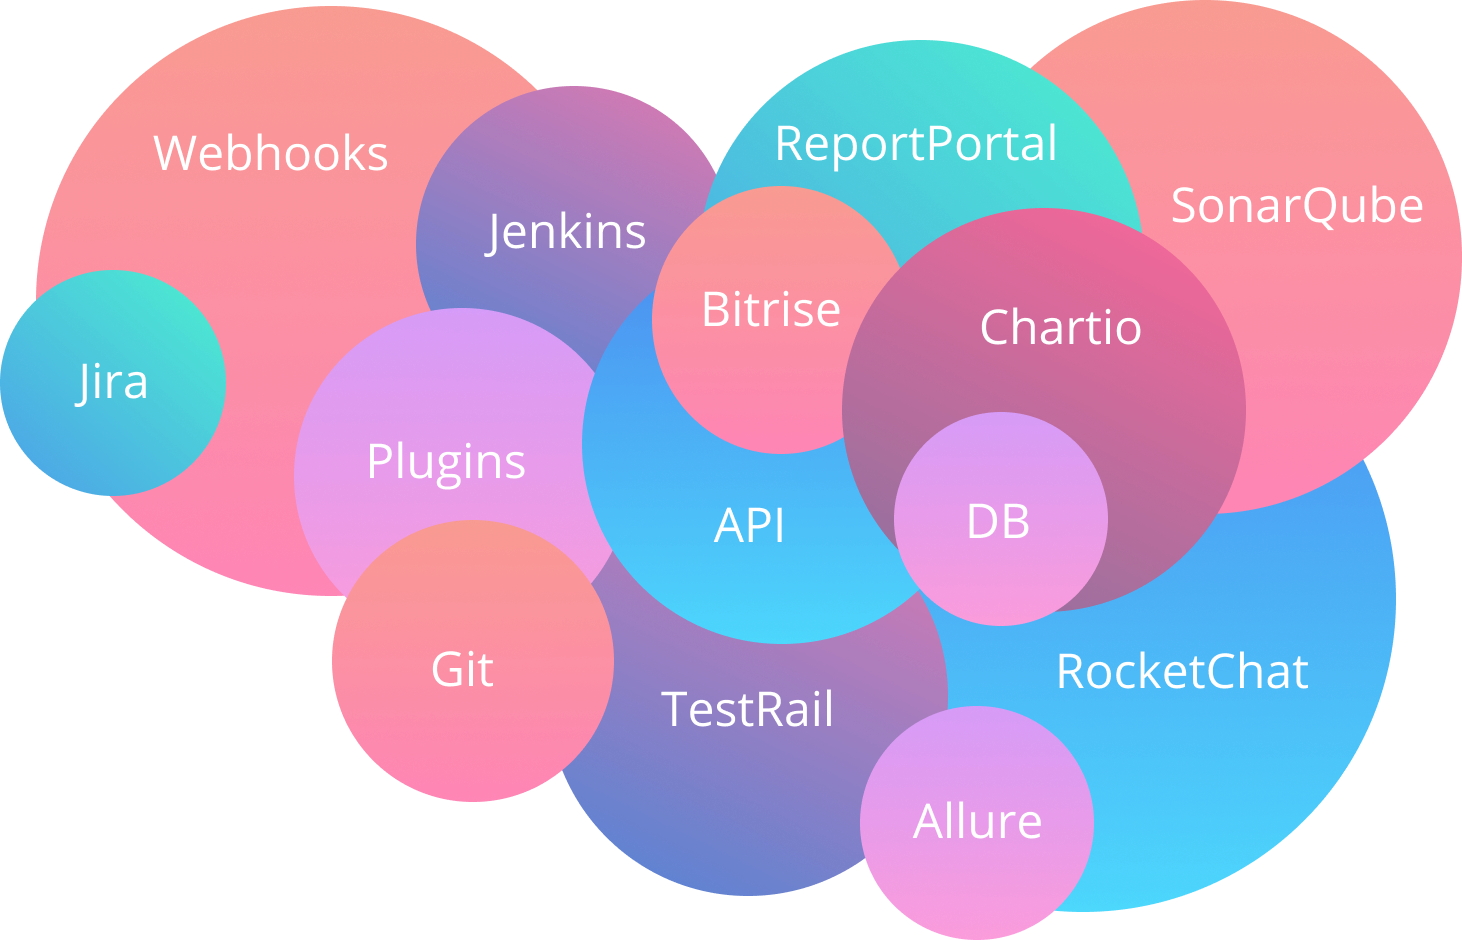 Webhooks
ReportPortal
SonarQube
Jenkins
Bitrise
Chartio
Jira
Plugins
API
DB
Git
RocketChat
TestRail
Allure